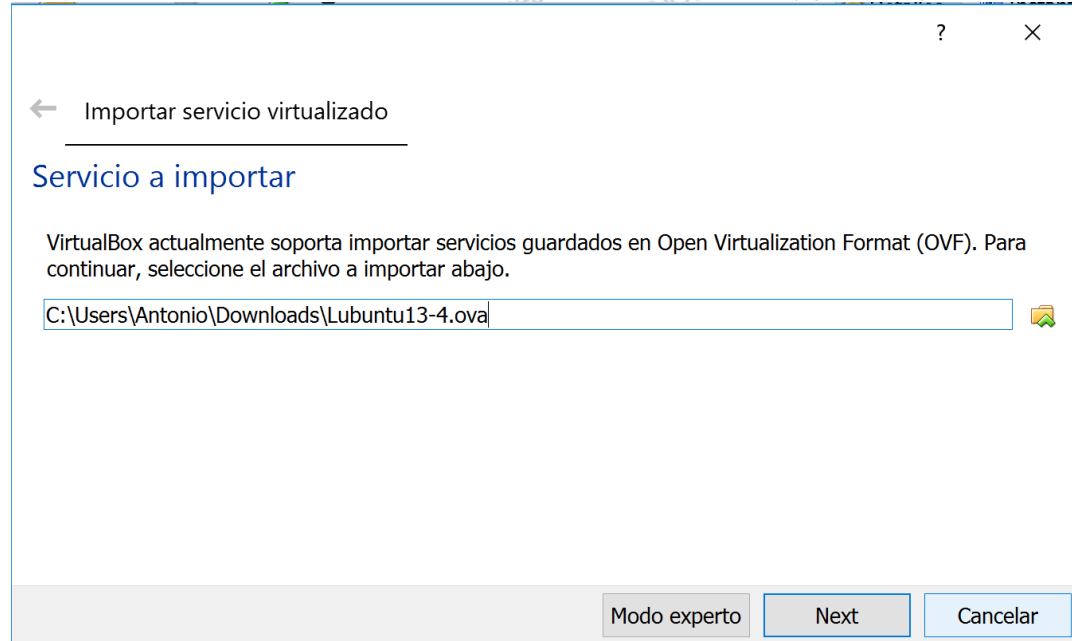 ?
Importar servicio virtualizado
Servicio a importar
VirtualBox actualmente soporta importar servicios guardados en Open Virtualization Format (OVF). Para
continuar, seleccione el archivo a importar abajo.
C:\Users\Antonio\Downloads\Lubuntu13-4.ova
Modo experto Next Cancelar